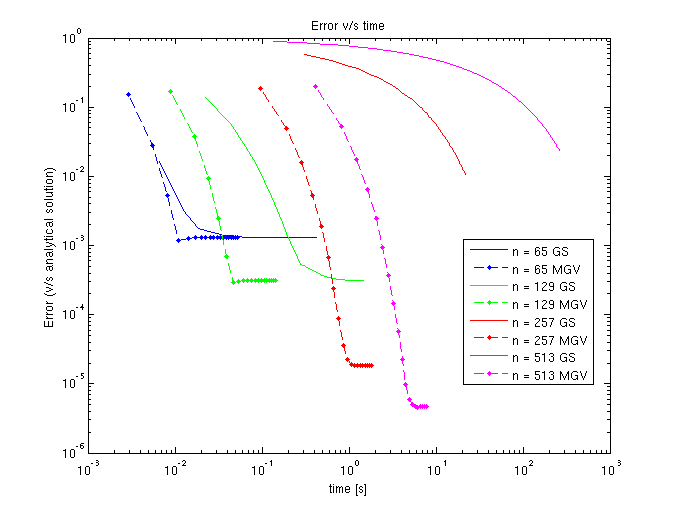 Error v/s time
10^0
10^-1
10^-2
10^-3
10^-4
10^-5
10^-6
Error (v/s analytical solution)
n = 65 GS
n = 65 MGV
n = 129 GS
n = 129 MGV
n = 257 GS
n = 257 MGV
n = 513 GS
n = 513 MGV
10^-3 10^-2 10^-1 10^0 10^1 10^2 10^3
time [s]